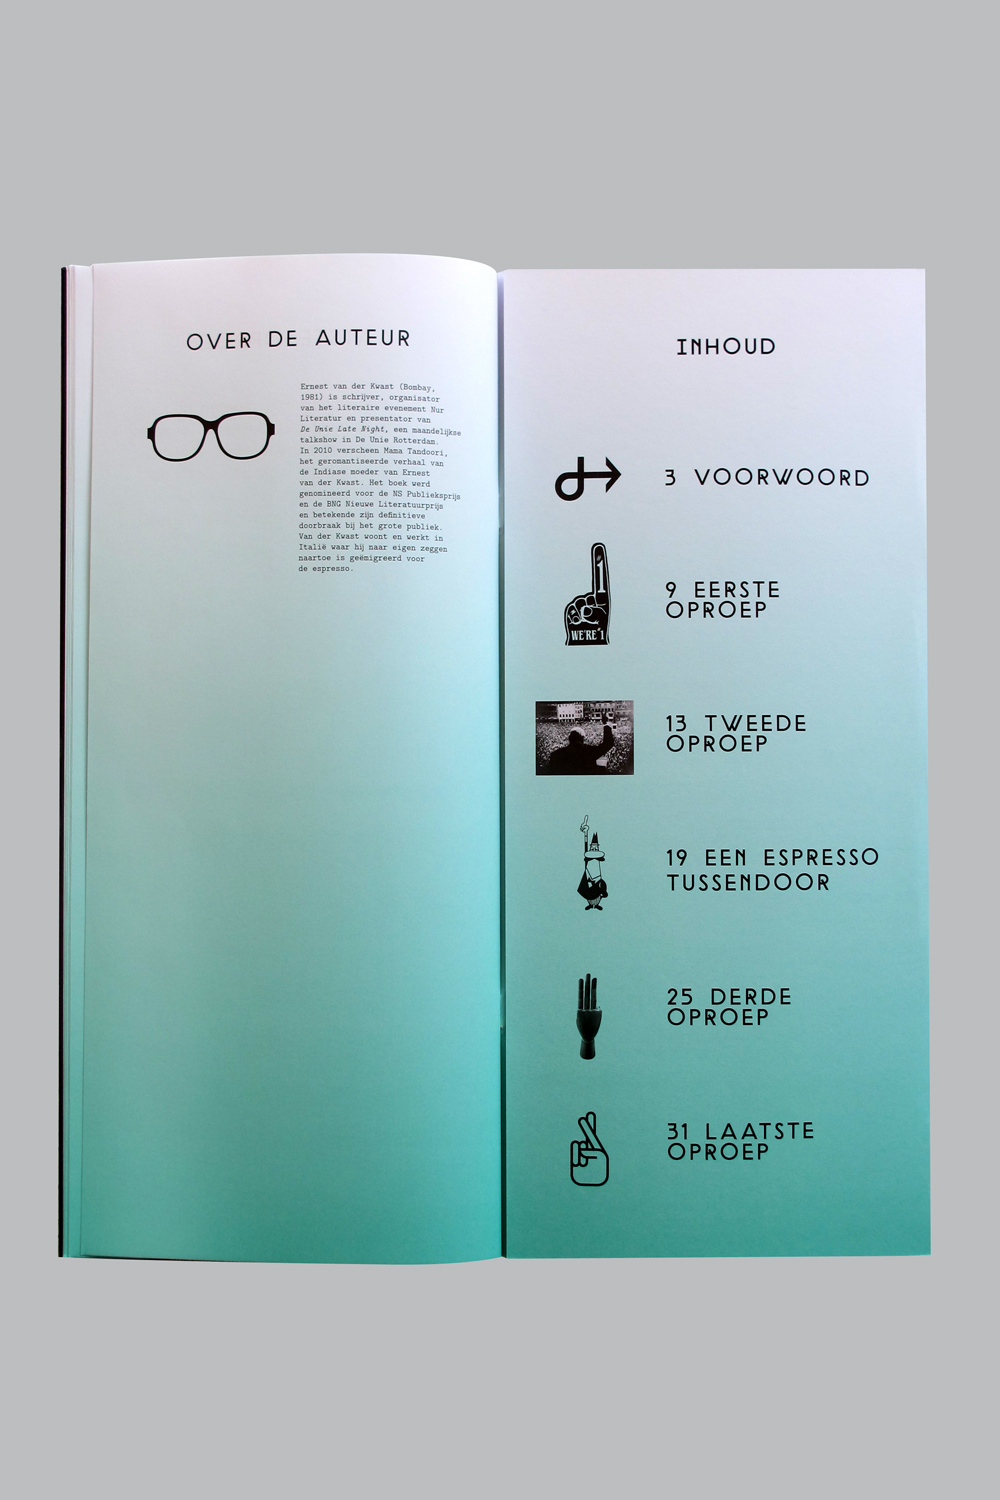 OVER DE AUTEUR
Ernest van der Kwast (Bombay,
1981) is schrijver, organisator
van het literaire evenement Nur
Literatur en presentator van
De Unie Late Night, een maandelijkse
talkshow in De Unie Rotterdam.
In 2010 verscheen Mama Tandoori,
het geromantiseerde verhaal van
de Indiase moeder van Ernest
van der Kwast. Het boek werd
genomineerd voor de NS Publieksprijs
en de BNG Nieuwe Literatuurprijs
en betekende zijn definitieve
doorbraak bij het grote publiek.
Van der Kwast woont en werkt in
Italië waar hij naar eigen zeggen
naartoe is geëmigreerd voor
de espresso.
INHOUD
3 VOORWOORD
#1
WE'RE #1
9 EERSTE
OPROEP
13 TWEEDE
OPROEP
19 EEN ESPRESSO
TUSSENDOOR
25 DERDE
OPROEP
31 LAATSTE
OPROEP